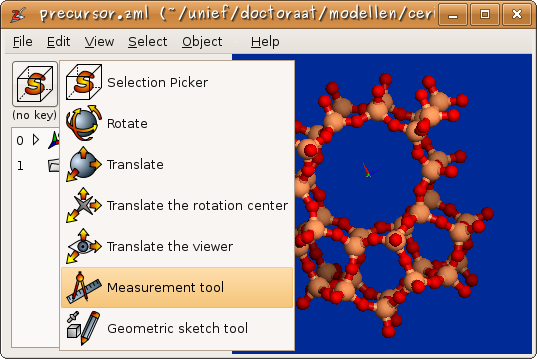 precursor.zml (~/unief/doctoraat/modellen/ceri
File Edit View Select Object Help
(no key)
Selection Picker
Rotate
0
Translate
1
Translate the rotation center
Translate the viewer
Measurement tool
Geometric sketch tool